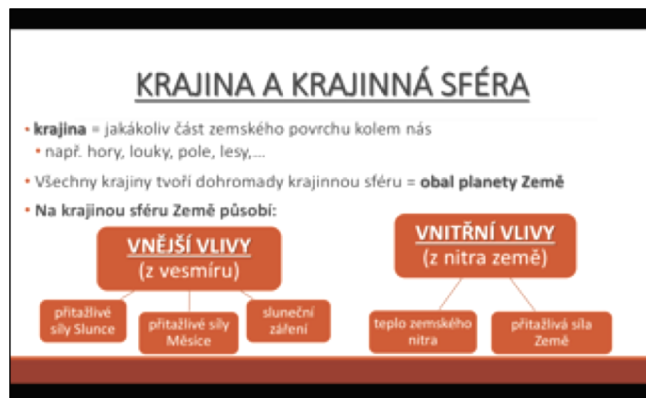 KRAJINA A KRAJINNÁ SFÉRA
• krajina = jakákoliv část zemského povrchu kolem nás
• např. hory, louky, pole, lesy,...
• Všechny krajiny tvoří dohromady krajinnou sféru = obal planety Země
• Na krajinou sféru Země působí:
VNĚJŠÍ VLIVY
(z vesmíru)
přitažlivé
síly Slunce
přitažlivé síly
Měsíce
sluneční
záření
VNITŘNÍ VLIVY
(z nitra země)
teplo zemského
nitra
přitažlivá síla
Země